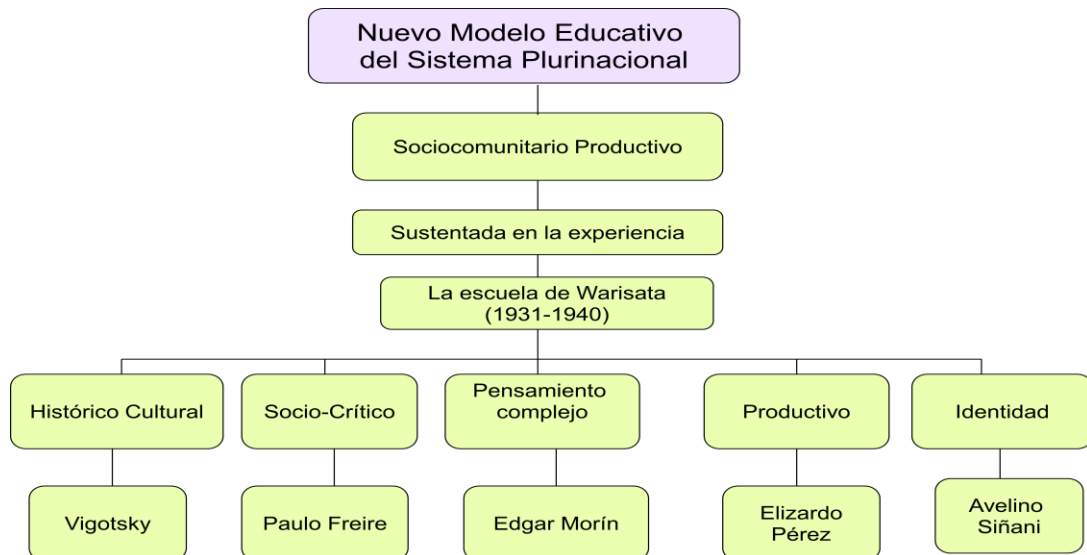 Nuevo Modelo Educativo
del Sistema Plurinacional
Sociocomunitario Productivo
Sustentada en la experiencia
La escuela de Warisata
(1931-1940)
Histórico Cultural
Socio-Crítico
Pensamiento
complejo
Productivo
Identidad
Vigotsky
Paulo Freire
Edgar Morín
Elizardo
Pérez
Avelino
Siñani